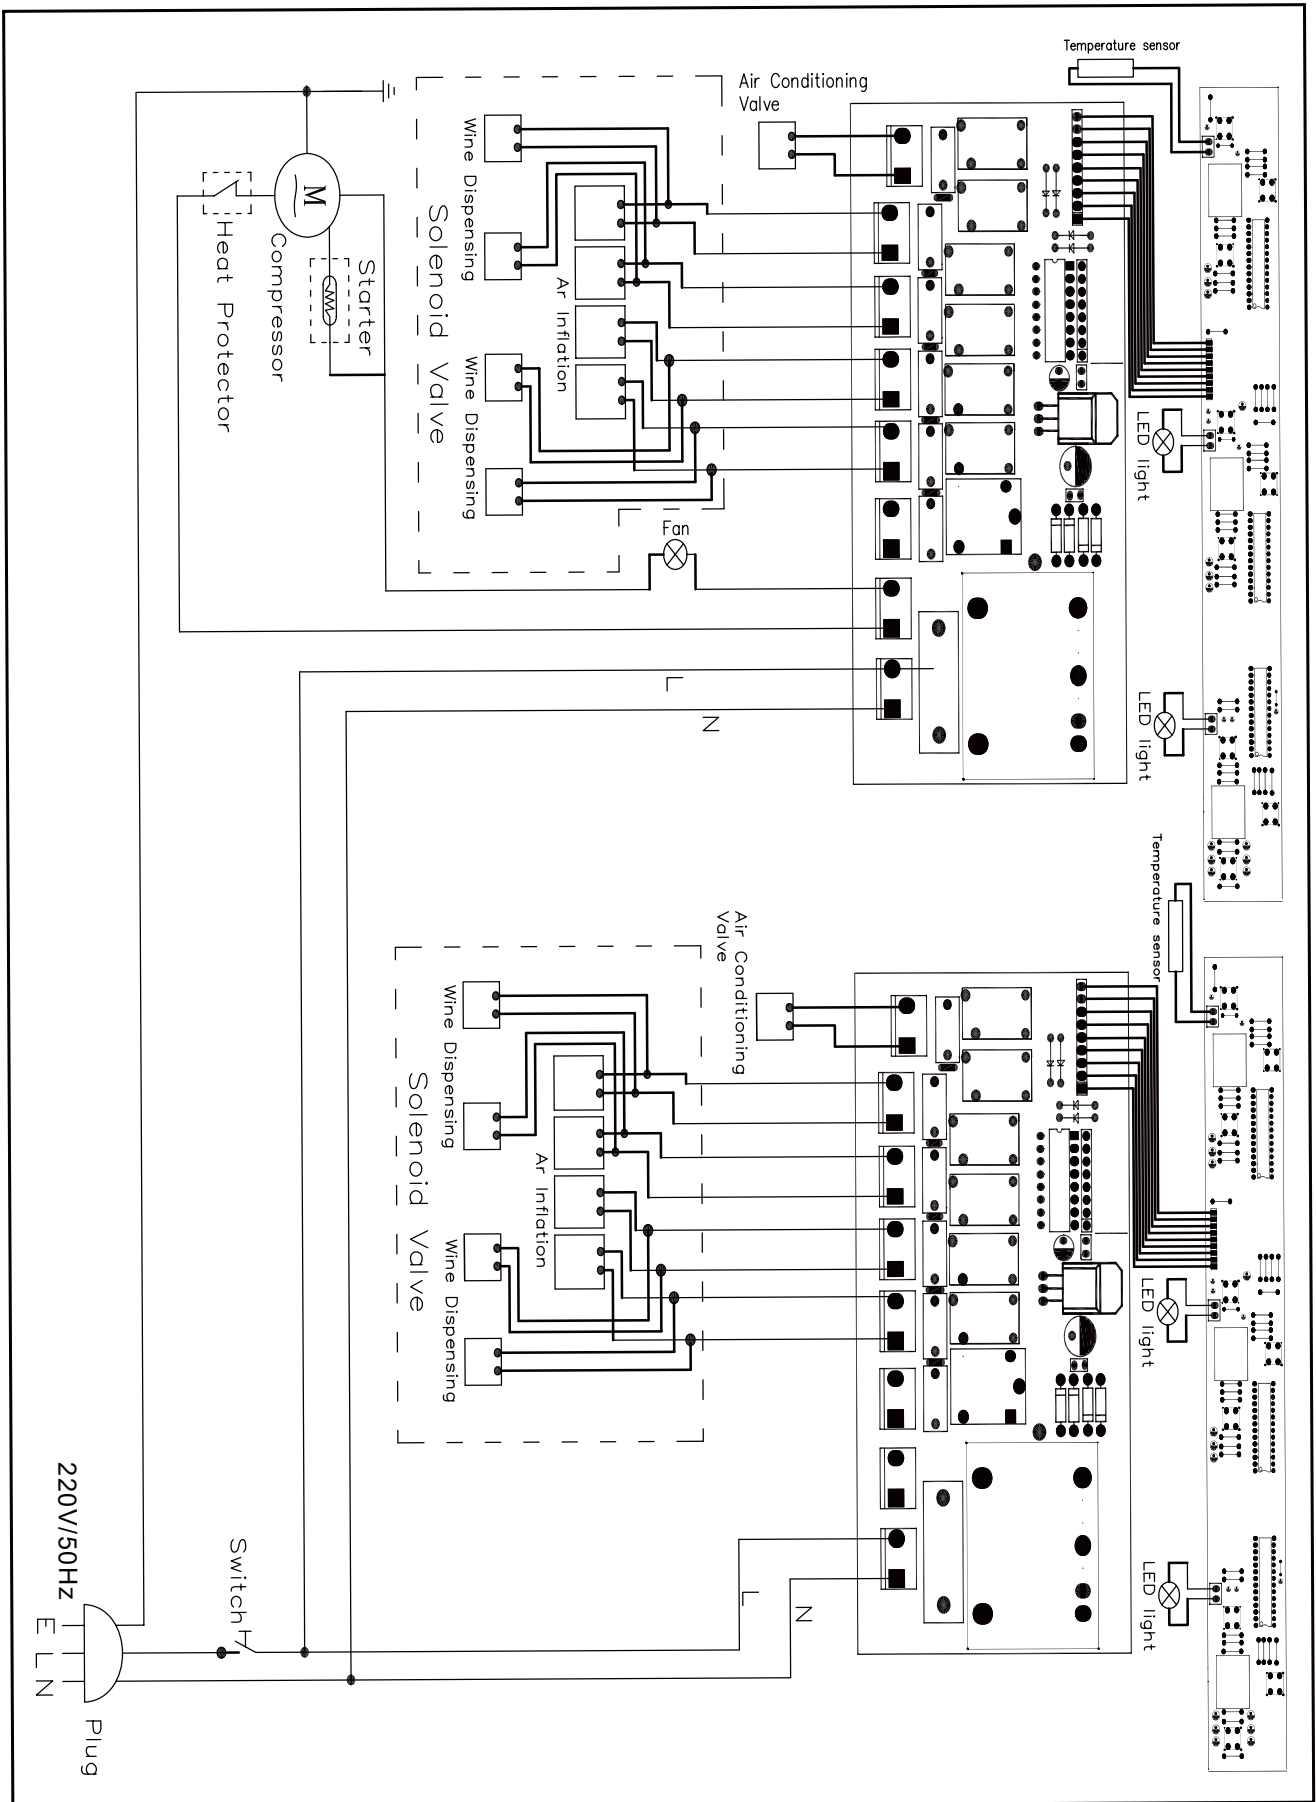 Temperature sensor
Air Conditioning
Valve
Wine Dispensing
Solenoid Valve
Ar Inflation
Wine Dispensing
M
Starter
Compressor
Heat Protector
Fan
LED light
LED light
L
N
Temperature sensor
Air Conditioning
Valve
Wine Dispensing
Solenoid Valve
Ar Inflation
Wine Dispensing
LED light
LED light
L
N
220V/50Hz
Switch
E L N
Plug